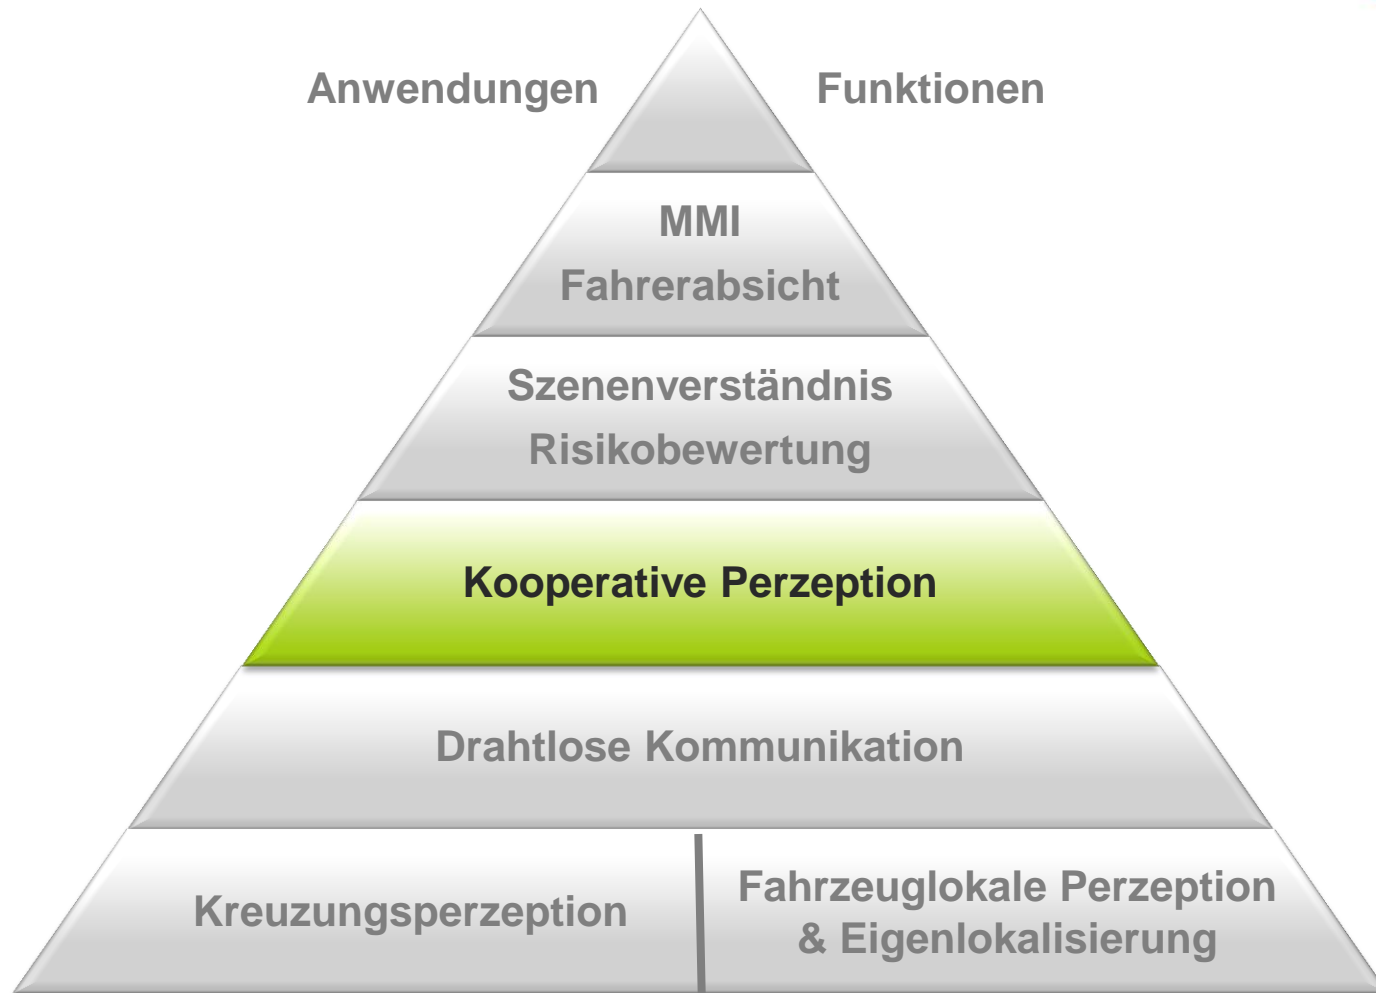 Anwendungen
Funktionen
MMI
Fahrerabsicht
Szenenverständnis
Risikobewertung
Kooperative Perzeption
Drahtlose Kommunikation
Kreuzungsperzeption
Fahrzeuglokale Perzeption
& Eigenlokalisierung